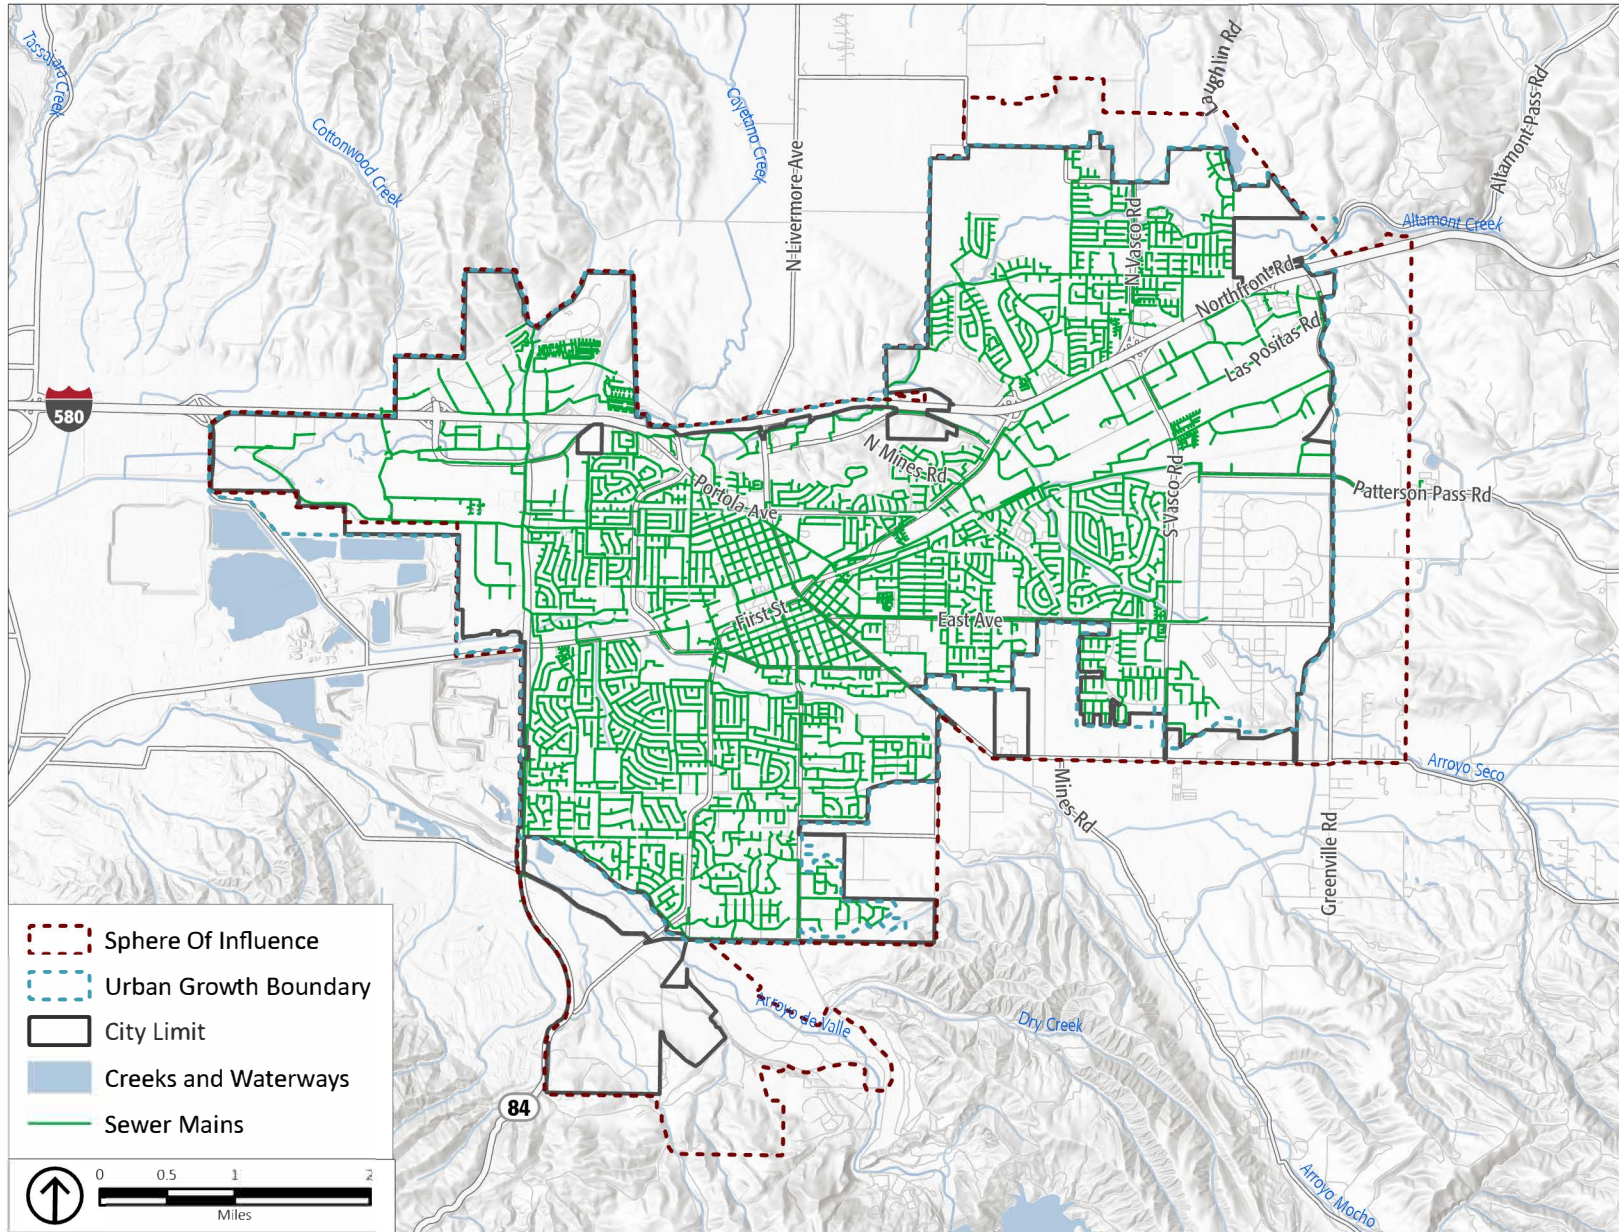 Tassajara Creek
Cottonwood Creek
Cayetano Creek
N Livermore Ave
aughlin Rd
Altamont Pass Rd
Altamont Creek
N Vasco Rd
Northfront Rd
Las Positas Rd
580
N Mines Rd
Portola Ave
S Vasco Rd
Patterson Pass Rd
First St
East Ave
Arroyo Seco
Mines Rd
Greenville Rd
Arroyo de Valle
Dry Creek
84
Arroyo Mocho
Sphere Of Influence
Urban Growth Boundary
City Limit
Creeks and Waterways
Sewer Mains
0 0.5 1 2
Miles